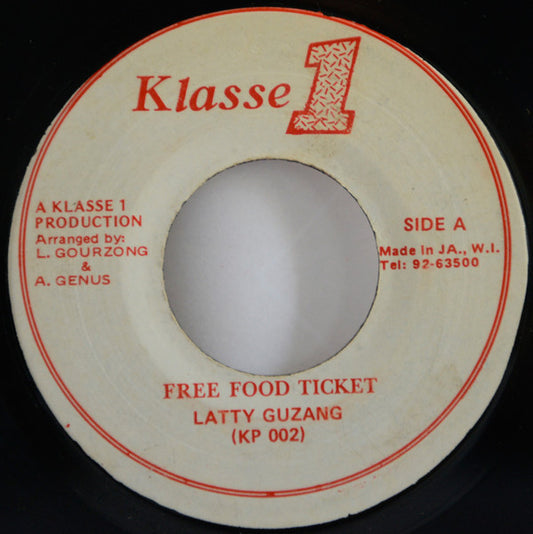 Klasse 1
A KLASSE 1
PRODUCTION
Arranged by:
L. GOURZONG
&
A. GENUS
SIDE A
Made in JA., W.I.
Tel: 92-63500
FREE FOOD TICKET
LATTY GUZANG
(KP 002)